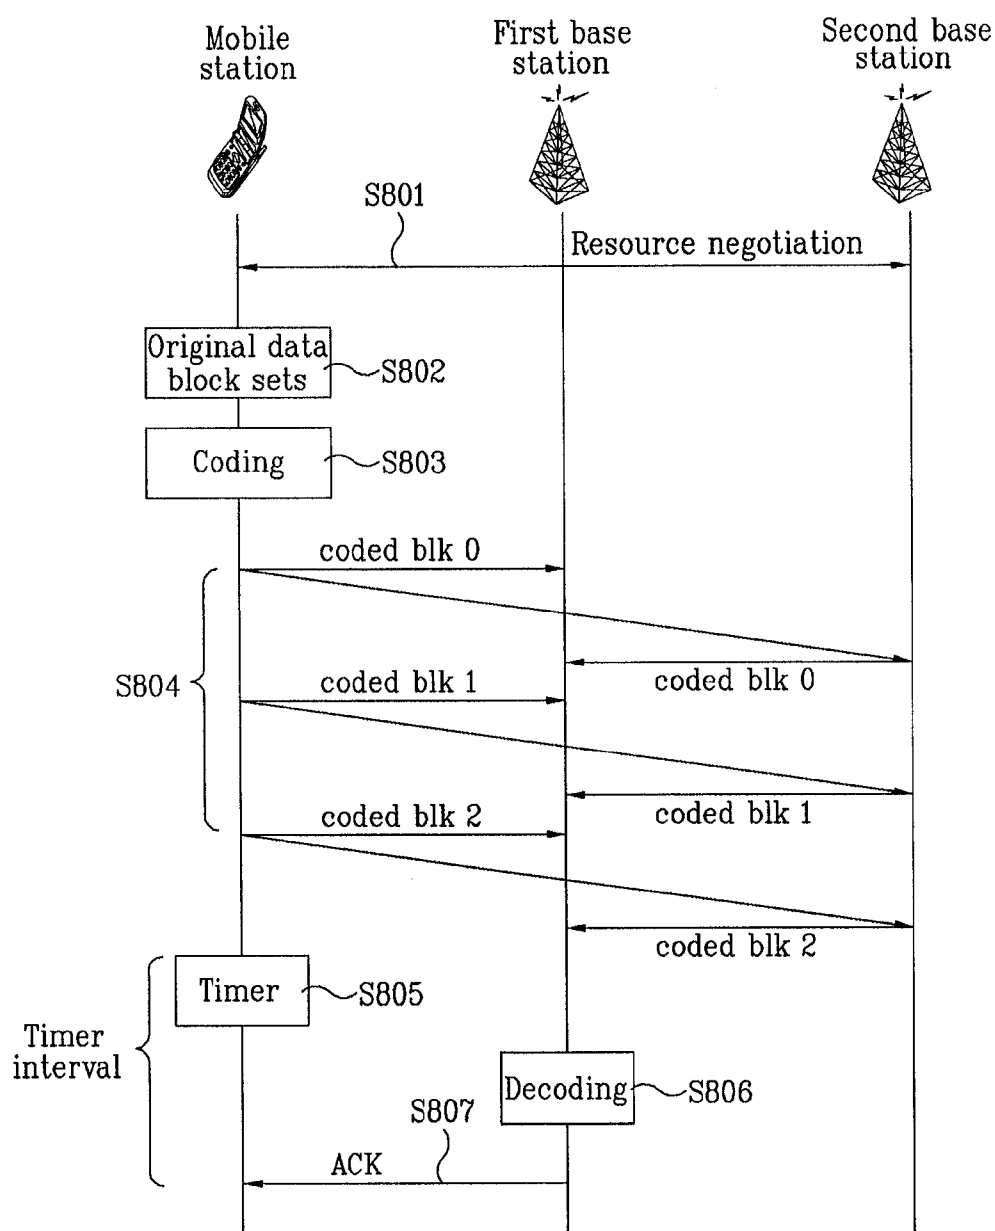 Mobile
station
First base
station
Second base
station
S801
Resource negotiation
Original data
block sets
S802
Coding
S803
coded blk 0
coded blk 0
S804
coded blk 1
coded blk 1
coded blk 2
coded blk 2
Timer
S805
Timer
interval
Decoding
S806
S807
ACK